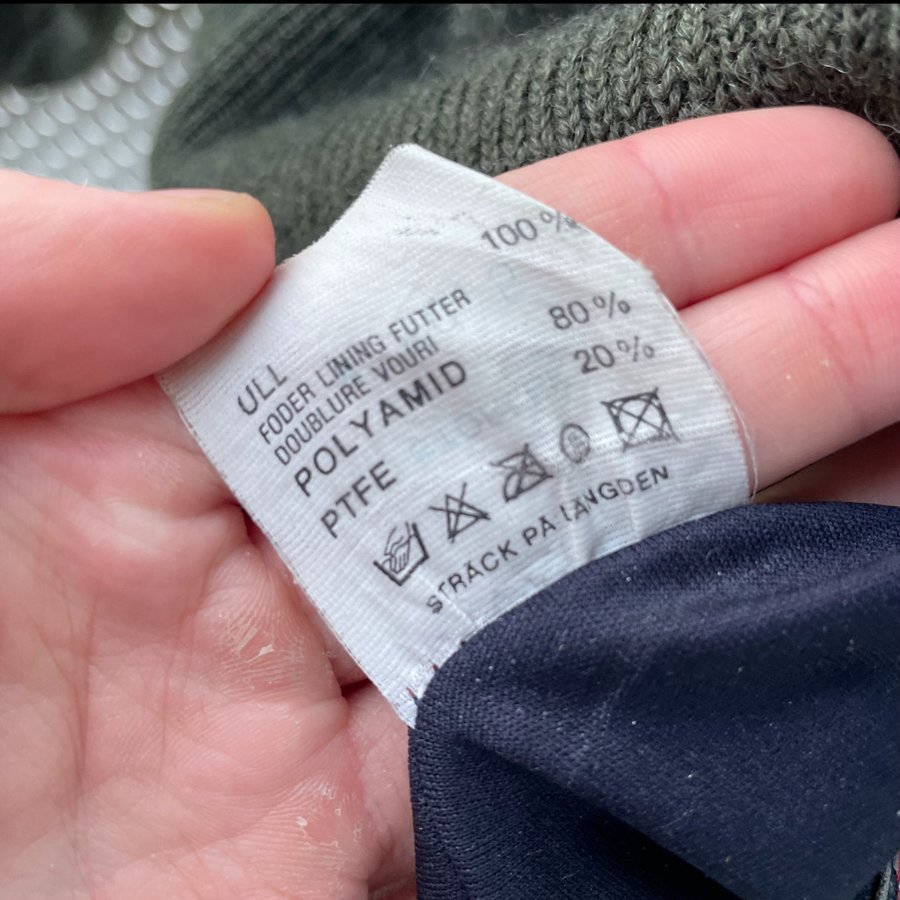 ULL 100 %
FODER LINING FUTTER
DOUBLURE VOURI
POLYAMID 80 %
PTFE 20 %
STRÄCK PÅ LÄNGDEN